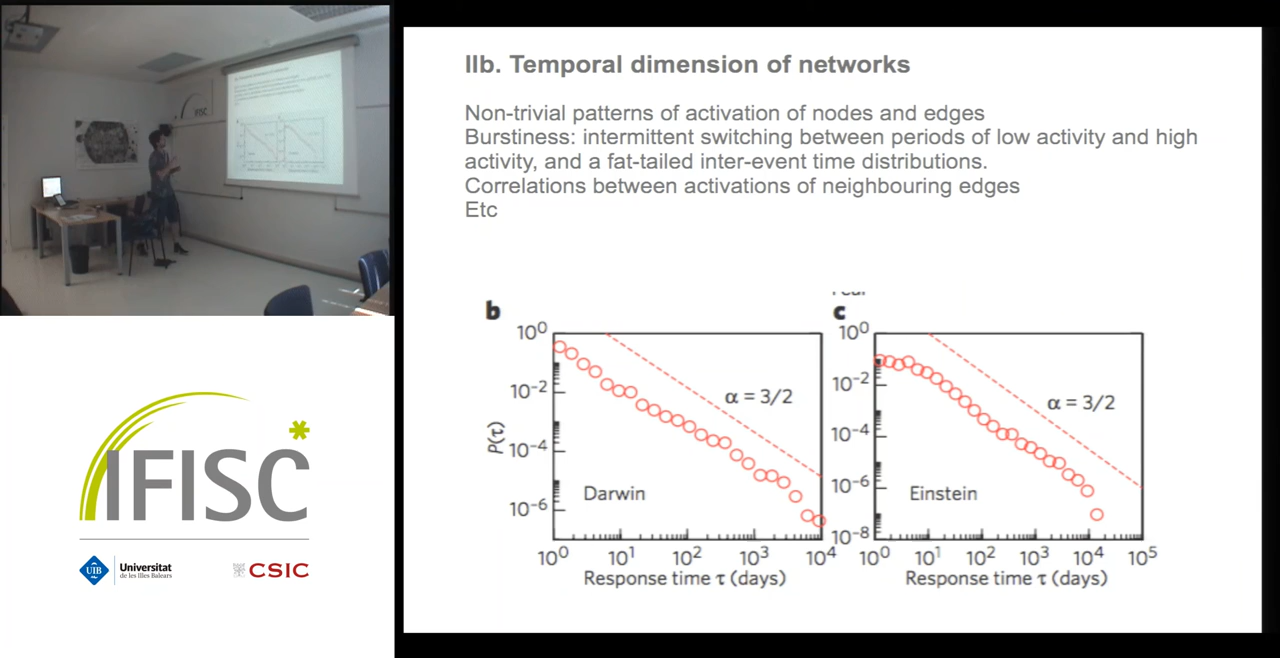 IIb. Temporal dimension of networks
Non-trivial patterns of activation of nodes and edges
Burstiness: intermittent switching between periods of low activity and high
activity, and a fat-tailed inter-event time distributions.
Correlations between activations of neighbouring edges
Etc
b
10⁰
10⁻²
10⁻⁴
10⁻⁶
P(τ)
α = 3/2
Darwin
10⁰ 10¹ 10² 10³ 10⁴
Response time τ (days)
c
10⁰
10⁻²
10⁻⁴
10⁻⁶
10⁻⁸
α = 3/2
Einstein
10⁰ 10¹ 10² 10³ 10⁴ 10⁵
Response time τ (days)
IFISC
UIB
Universitat
de les Illes Balears
CSIC